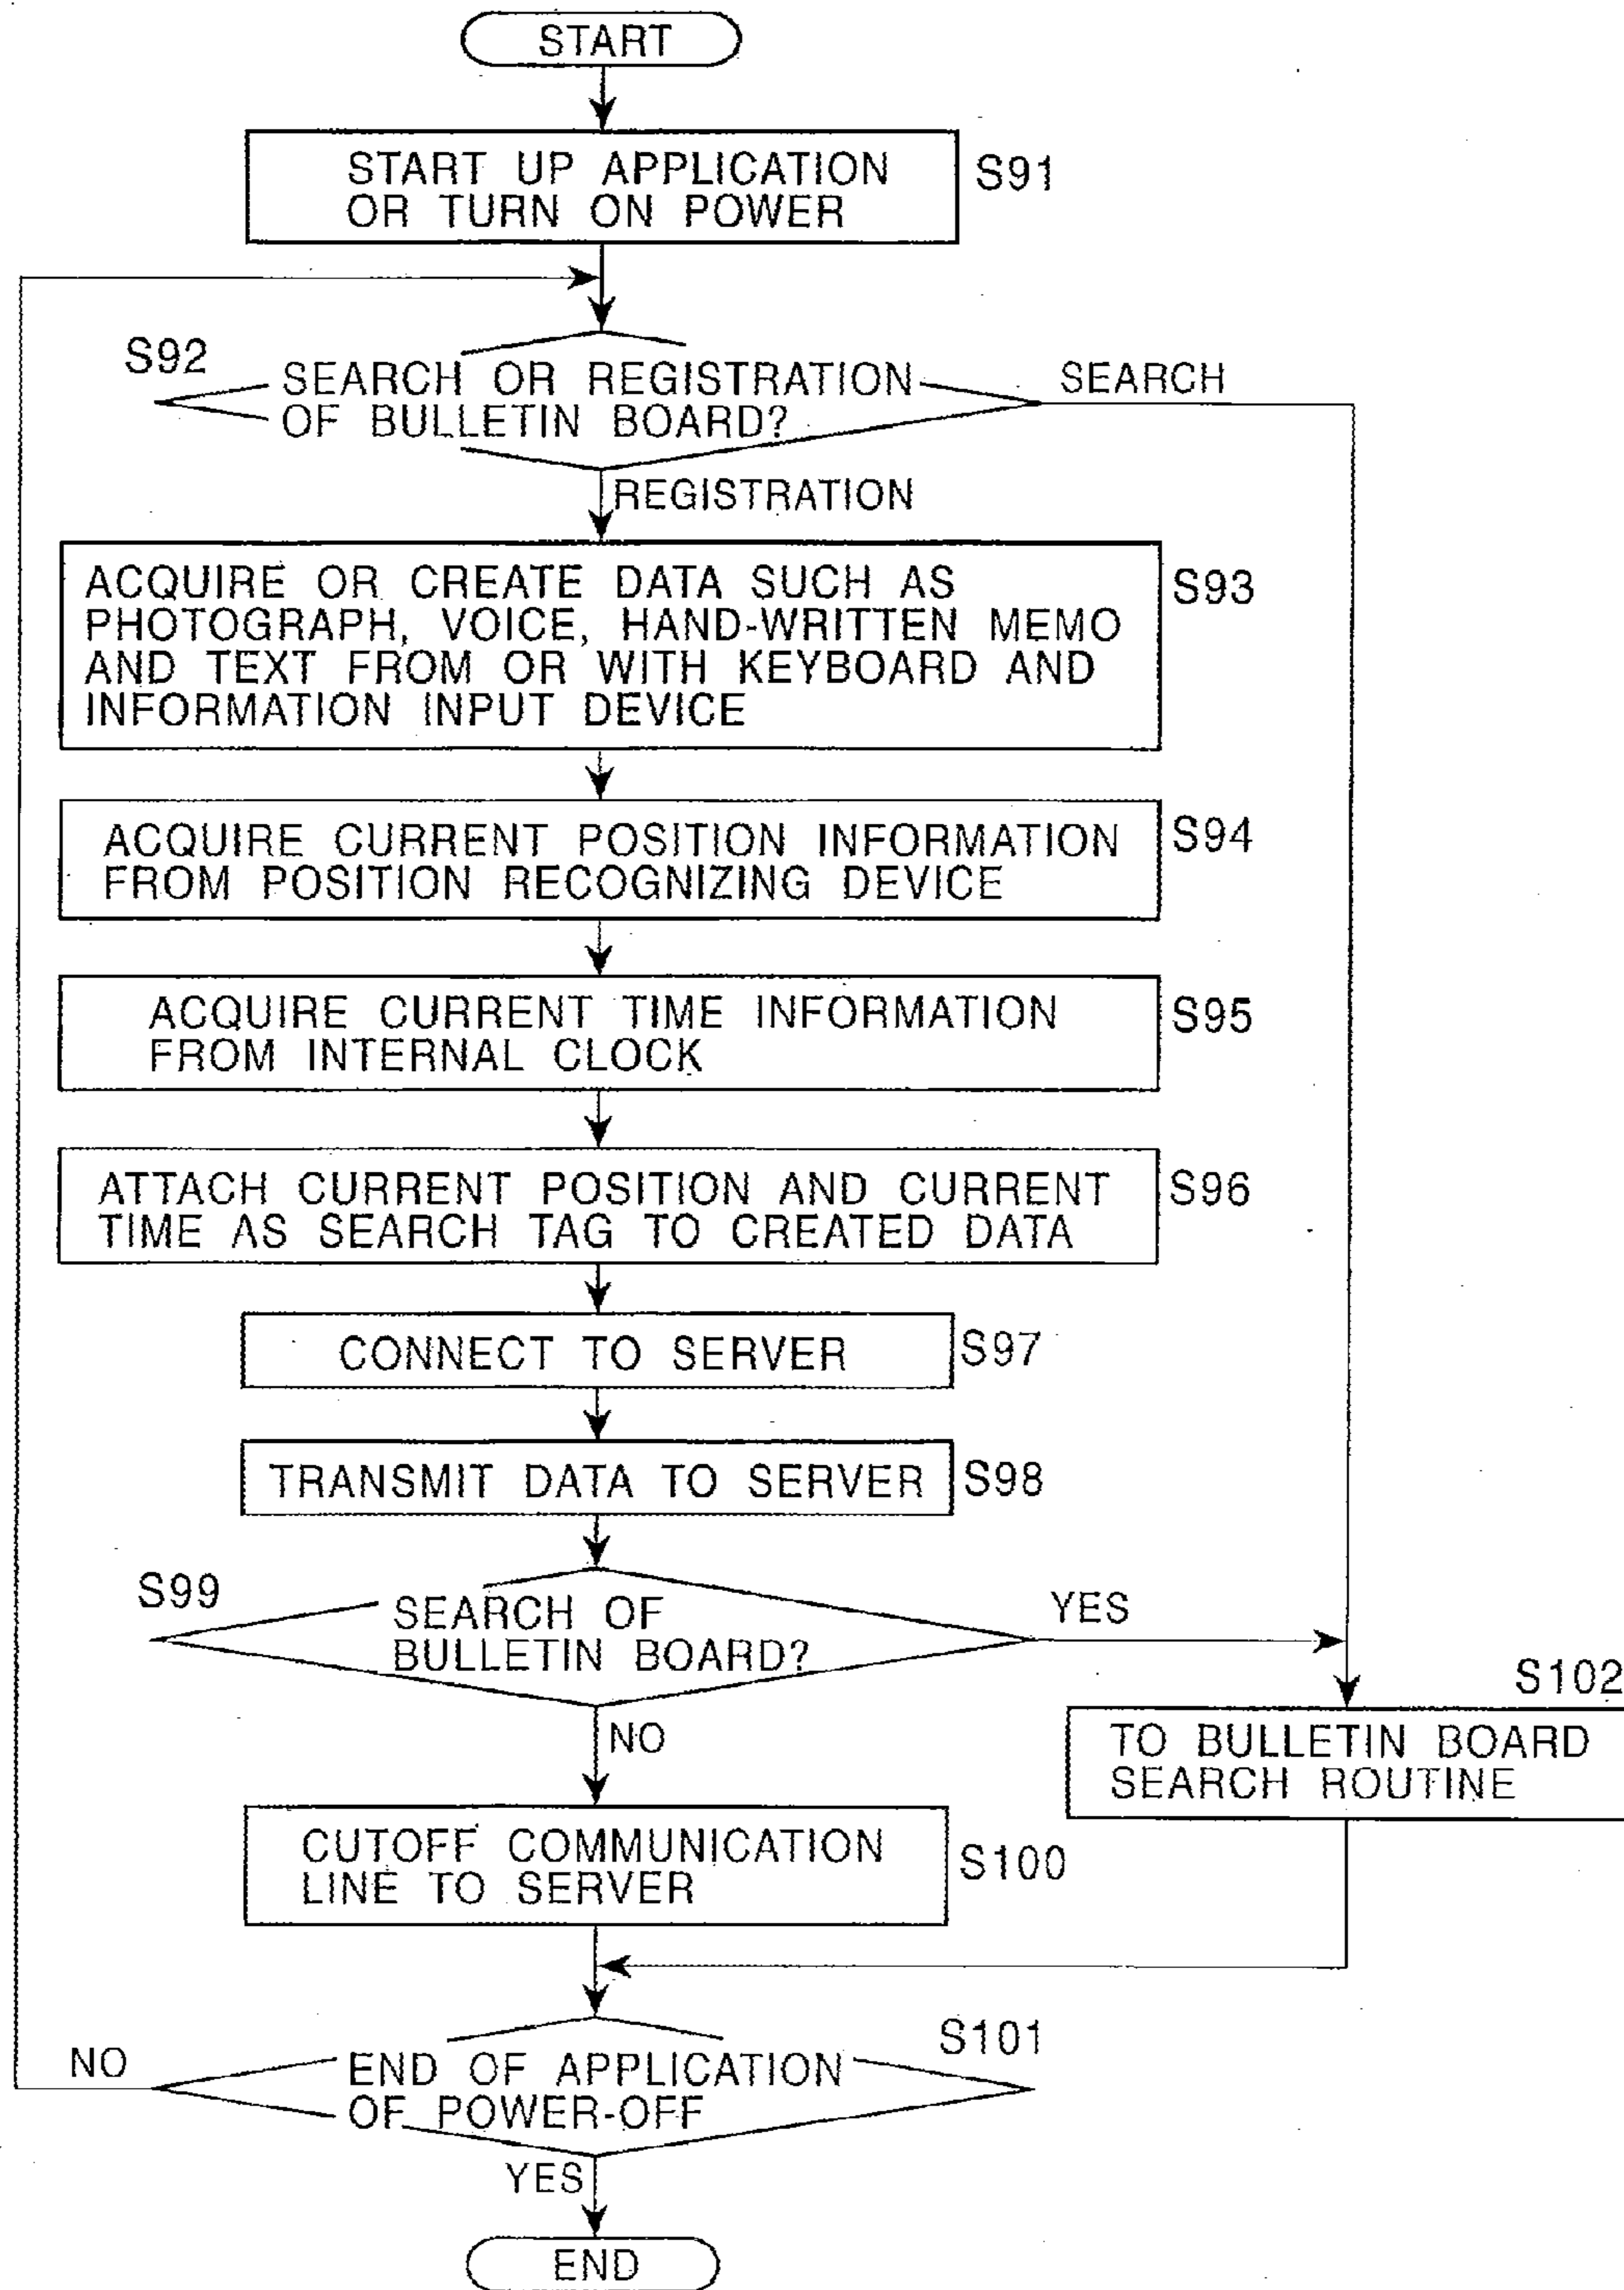 START
START UP APPLICATION
OR TURN ON POWER
S91
S92
SEARCH OR REGISTRATION
OF BULLETIN BOARD?
SEARCH
REGISTRATION
ACQUIRE OR CREATE DATA SUCH AS
PHOTOGRAPH, VOICE, HAND-WRITTEN MEMO
AND TEXT FROM OR WITH KEYBOARD AND
INFORMATION INPUT DEVICE
S93
ACQUIRE CURRENT POSITION INFORMATION
FROM POSITION RECOGNIZING DEVICE
S94
ACQUIRE CURRENT TIME INFORMATION
FROM INTERNAL CLOCK
S95
ATTACH CURRENT POSITION AND CURRENT
TIME AS SEARCH TAG TO CREATED DATA
S96
CONNECT TO SERVER
S97
TRANSMIT DATA TO SERVER
S98
S99
SEARCH OF
BULLETIN BOARD?
YES
NO
S102
TO BULLETIN BOARD
SEARCH ROUTINE
CUTOFF COMMUNICATION
LINE TO SERVER
S100
S101
NO
END OF APPLICATION
OF POWER-OFF
YES
END